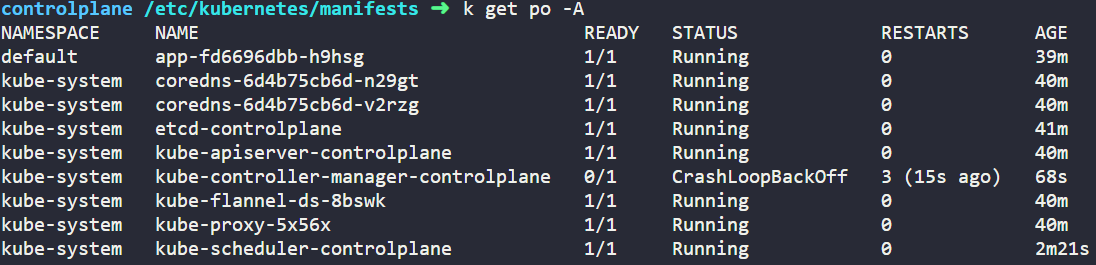 controlplane /etc/kubernetes/manifests ➜ k get po -A
NAMESPACE NAME READY STATUS RESTARTS AGE
default app-fd6696dbb-h9hsg 1/1 Running 0 39m
kube-system coredns-6d4b75cb6d-n29gt 1/1 Running 0 40m
kube-system coredns-6d4b75cb6d-v2rzg 1/1 Running 0 40m
kube-system etcd-controlplane 1/1 Running 0 41m
kube-system kube-apiserver-controlplane 1/1 Running 0 40m
kube-system kube-controller-manager-controlplane 0/1 CrashLoopBackOff 3 (15s ago) 68s
kube-system kube-flannel-ds-8bswk 1/1 Running 0 40m
kube-system kube-proxy-5x56x 1/1 Running 0 40m
kube-system kube-scheduler-controlplane 1/1 Running 0 2m21s